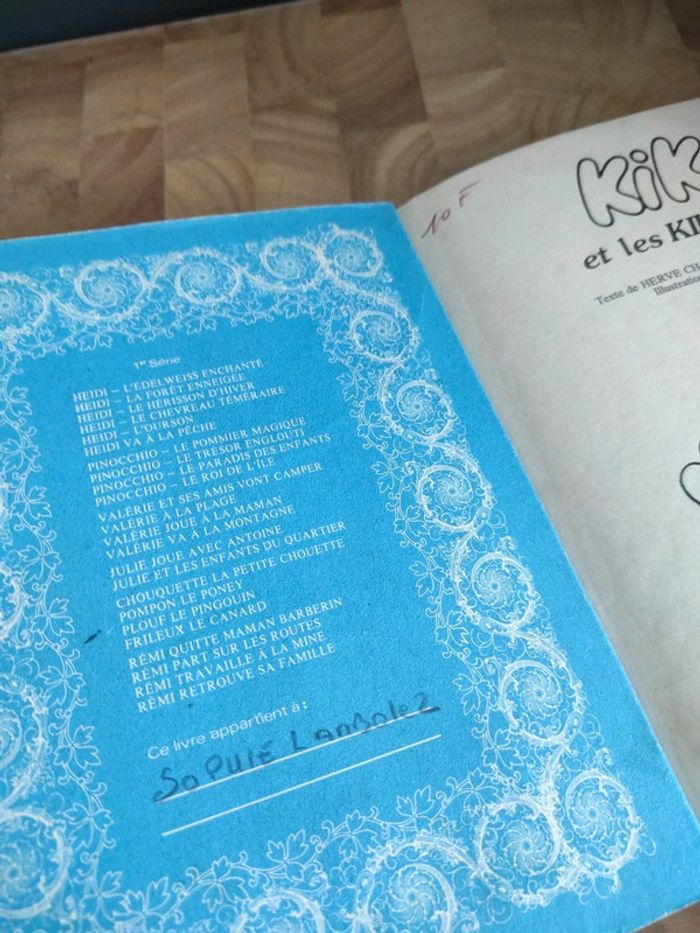 1re Série
HEIDI – L'EDELWEISS ENCHANTÉ
HEIDI – LA FORÊT ENNEIGÉE
HEIDI – LE HÉRISSON D'HIVER
HEIDI – LE CHEVREAU TÉMÉRAIRE
HEIDI – L'OURSON
HEIDI VA À LA PÊCHE
PINOCCHIO – LE POMMIER MAGIQUE
PINOCCHIO – LE TRÉSOR ENGLOUTI
PINOCCHIO – LE PARADIS DES ENFANTS
PINOCCHIO – LE ROI DE L'ÎLE
VALÉRIE ET SES AMIS VONT CAMPER
VALÉRIE À LA PLAGE
VALÉRIE JOUE À LA MAMAN
VALÉRIE VA À LA MONTAGNE
JULIE JOUE AVEC ANTOINE
JULIE ET LES ENFANTS DU QUARTIER
CHOUQUETTE LA PETITE CHOUETTE
POMPON LE PONEY
PLOUF LE PINGOUIN
FRILEUX LE CANARD
RÉMI QUITTE MAMAN BARBERIN
RÉMI PART SUR LES ROUTES
RÉMI TRAVAILLE À LA MINE
RÉMI RETROUVE SA FAMILLE
Ce livre appartient à :
SOPHIE
10 F
KiK
et les KI
Texte de HERVE CH
Illustration